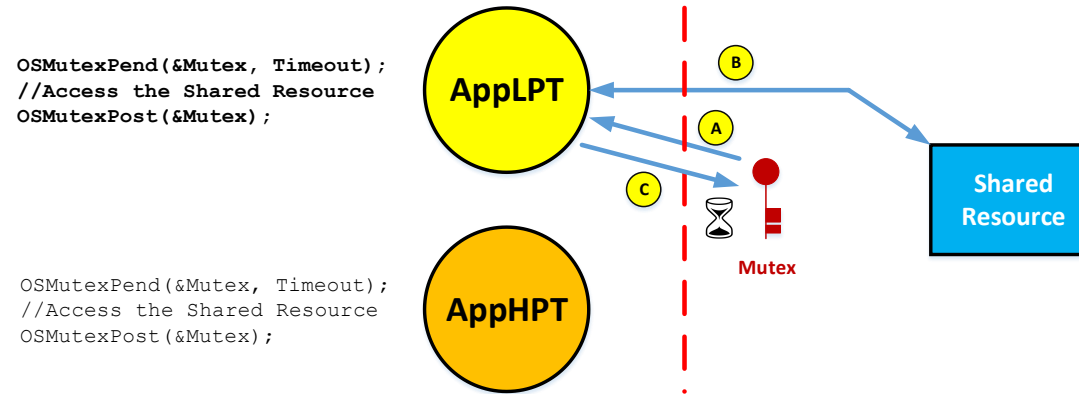 OSMutexPend(&Mutex, Timeout);
//Access the Shared Resource
OSMutexPost(&Mutex);
AppLPT
B
A
C
Shared
Resource
Mutex
OSMutexPend(&Mutex, Timeout);
//Access the Shared Resource
OSMutexPost(&Mutex);
AppHPT